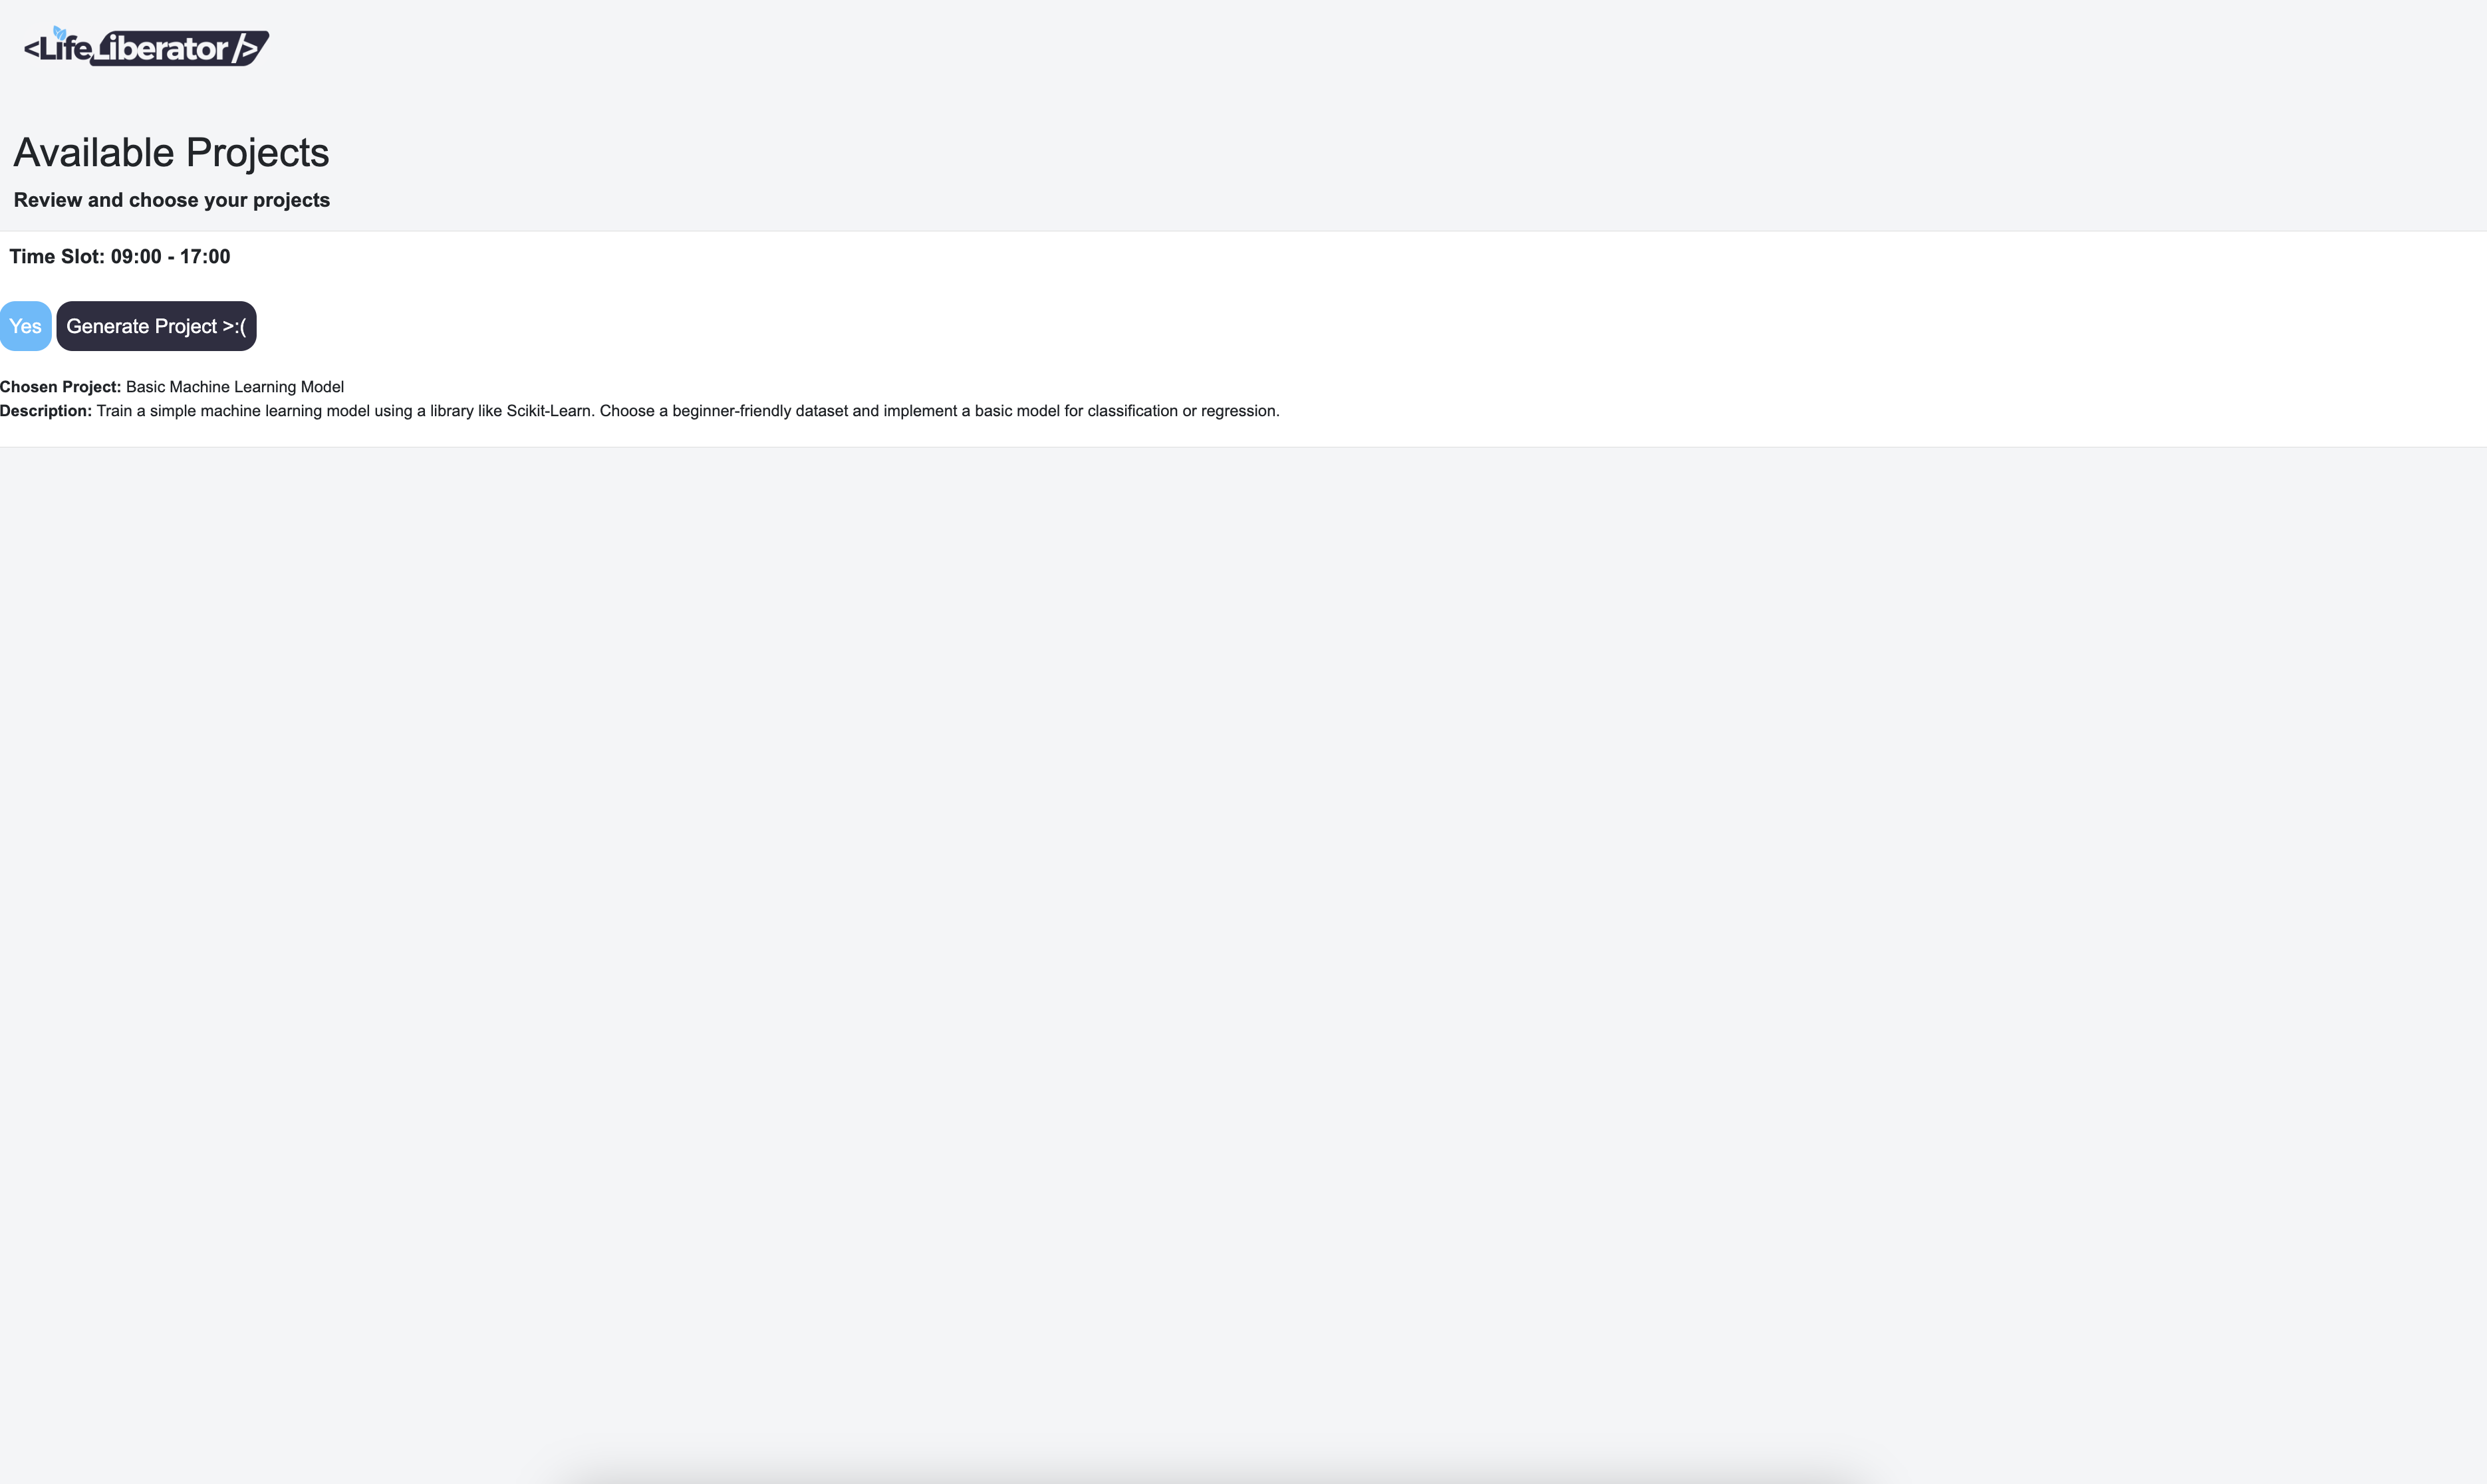 <LifeLiberator/>
Available Projects
Review and choose your projects
Time Slot: 09:00 - 17:00
Yes Generate Project >:(
Chosen Project: Basic Machine Learning Model
Description: Train a simple machine learning model using a library like Scikit-Learn. Choose a beginner-friendly dataset and implement a basic model for classification or regression.